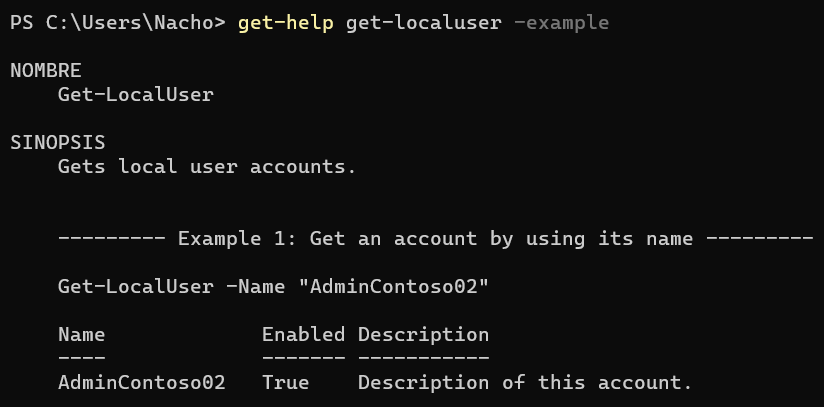 PS C:\Users\Nacho> get-help get-localuser -example
NOMBRE
Get-LocalUser
SINOPSIS
Gets local user accounts.
--------- Example 1: Get an account by using its name ---------
Get-LocalUser -Name "AdminContoso02"
Name Enabled Description
---- ------- -----------
AdminContoso02 True Description of this account.